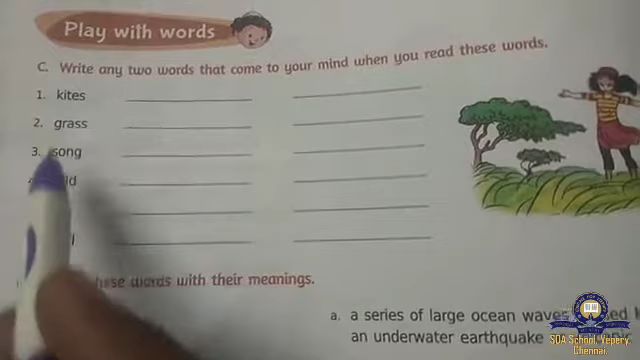 Play with words
C. Write any two words that come to your mind when you read these words.
1. kites
2. grass
3. song
these words with their meanings.
a. a series of large ocean waves
an underwater earthquake
SDA School, Yepery,
Chennai.